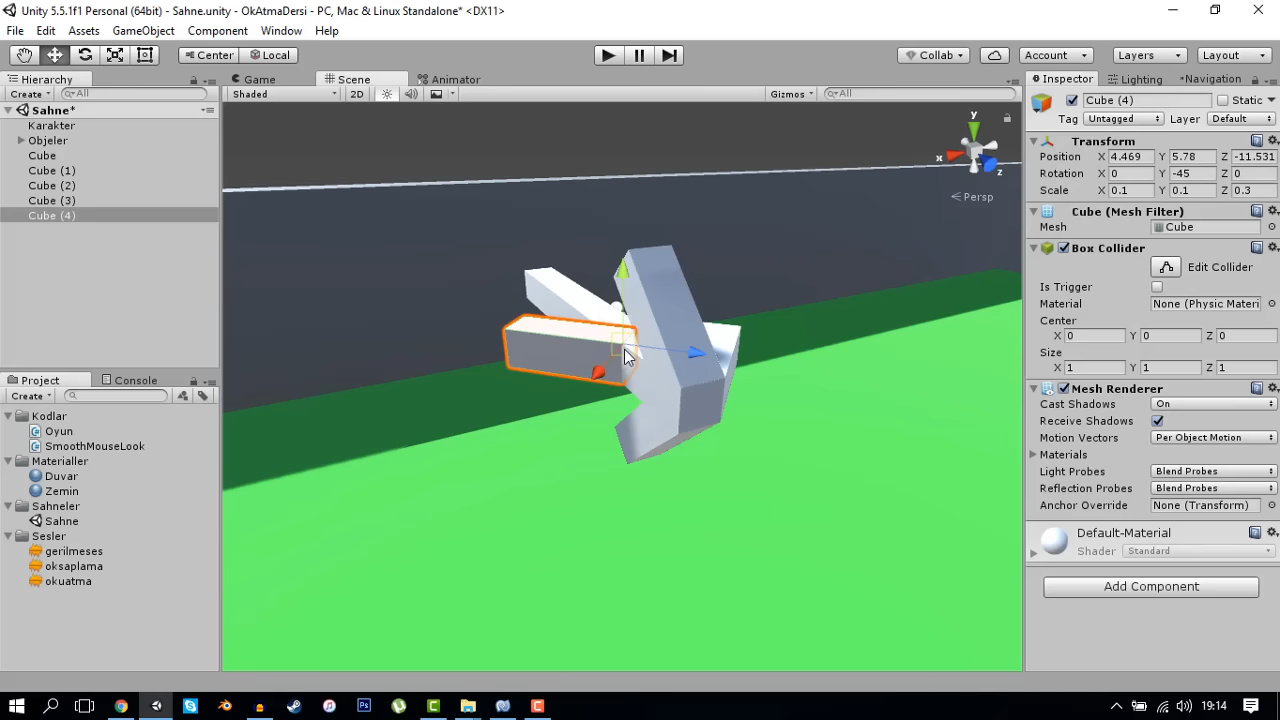 Unity 5.5.1f1 Personal (64bit) - Sahne.unity - OkAtmaDersi - PC, Mac & Linux Standalone* <DX11>
File Edit Assets GameObject Component Window Help
Center Local Collab Account Layers Layout
Hierarchy Game Scene Animator Inspector Lighting *Navigation
Create All Shaded 2D Gizmos All Cube (4) Static
Tag Untagged Layer Default
Sahne*
Karakter
Objeler
Cube
Cube (1)
Cube (2)
Cube (3)
Cube (4)
y
x
z
Persp
Transform
Position X 4.469 Y 5.78 Z -11.531
Rotation X 0 Y -45 Z 0
Scale X 0.1 Y 0.1 Z 0.3
Cube (Mesh Filter)
Mesh Cube
Box Collider
Edit Collider
Is Trigger
Material None (Physic Materi
Center
X 0 Y 0 Z 0
Size
X 1 Y 1 Z 1
Mesh Renderer
Cast Shadows On
Receive Shadows
Motion Vectors Per Object Motion
Materials
Light Probes Blend Probes
Reflection Probes Blend Probes
Anchor Override None (Transform)
Default-Material
Shader Standard
Add Component
Project Console
Create
Kodlar
Oyun
SmoothMouseLook
Materialler
Duvar
Zemin
Sahneler
Sahne
Sesler
gerilmeses
oksaplama
okuatma
19:14